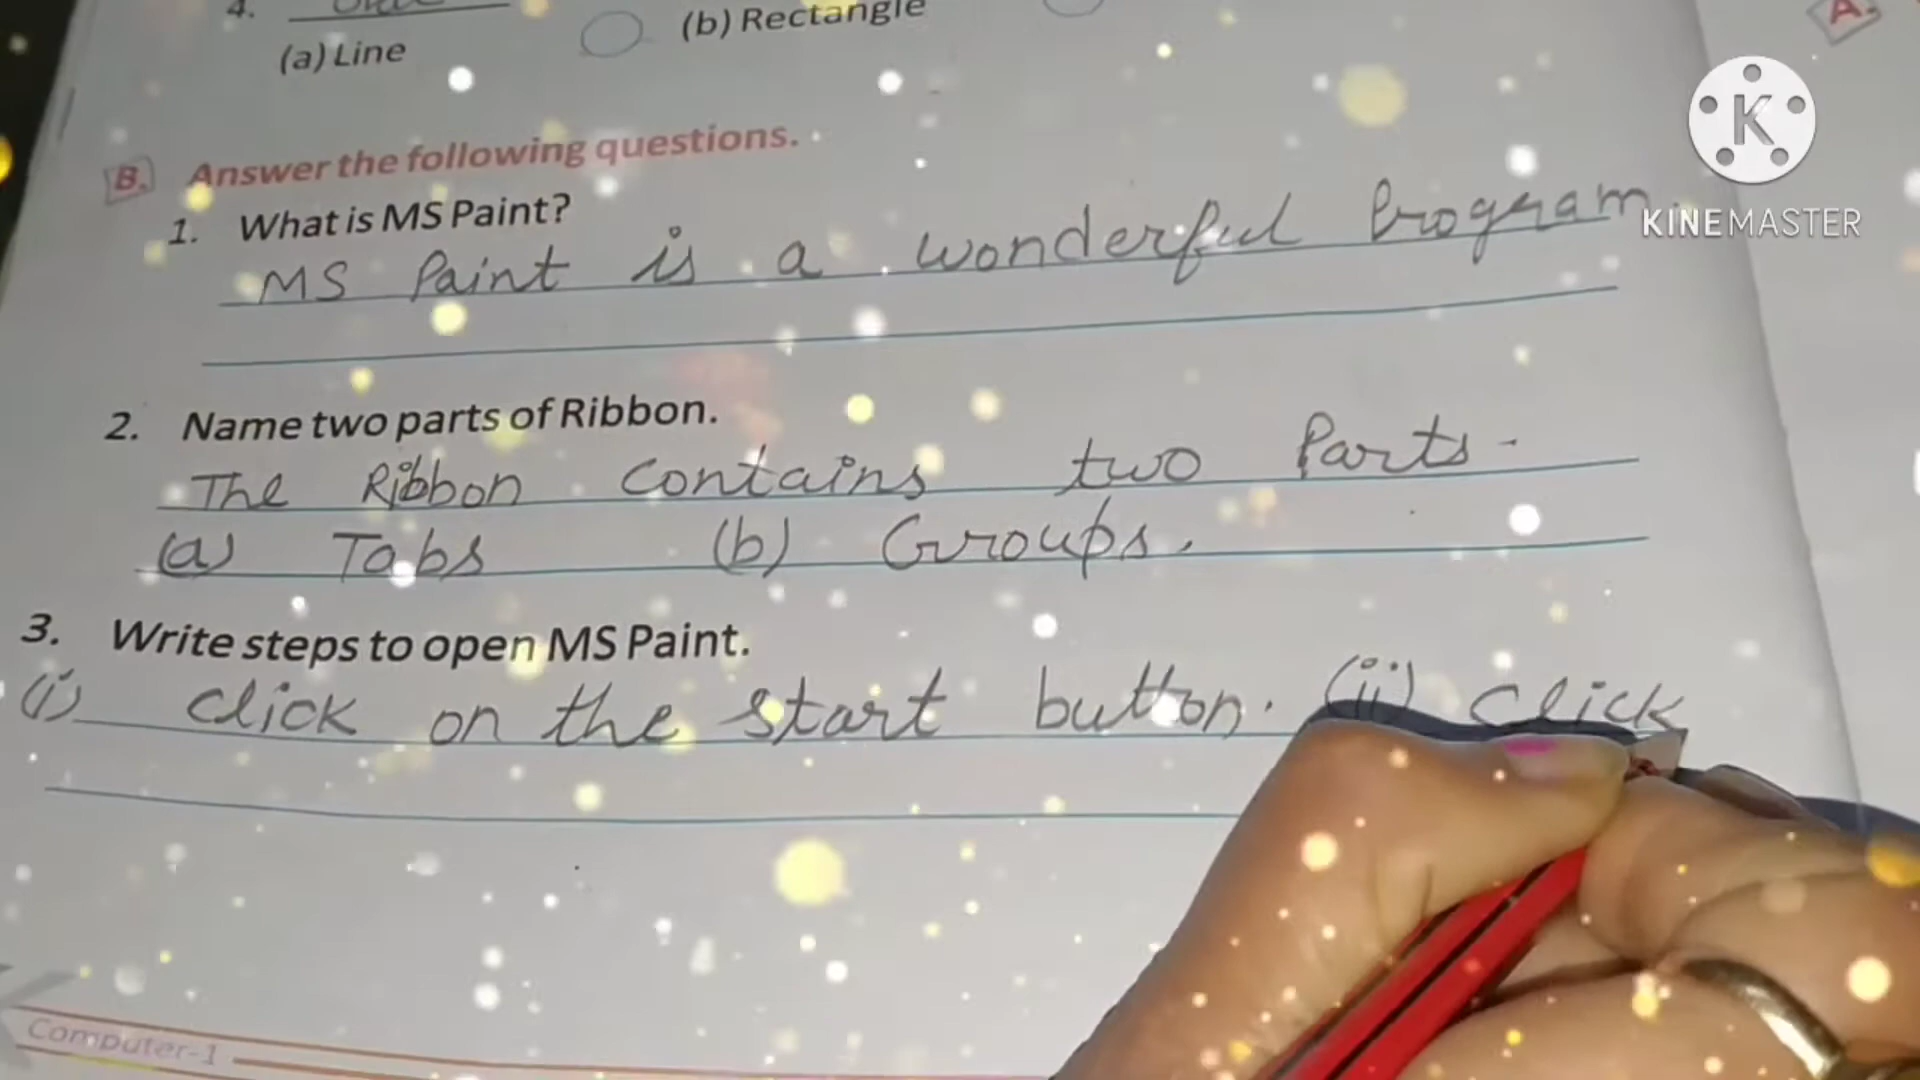 4.
(a) Line
(b) Rectangle
A.
B. Answer the following questions.
1. What is MS Paint?
MS Paint is a wonderful Program.
KINEMASTER
2. Name two parts of Ribbon.
The Ribbon contains two Parts-
(a) Tabs (b) Groups.
3. Write steps to open MS Paint.
(i) click on the start button. (ii) Click
Computer-1